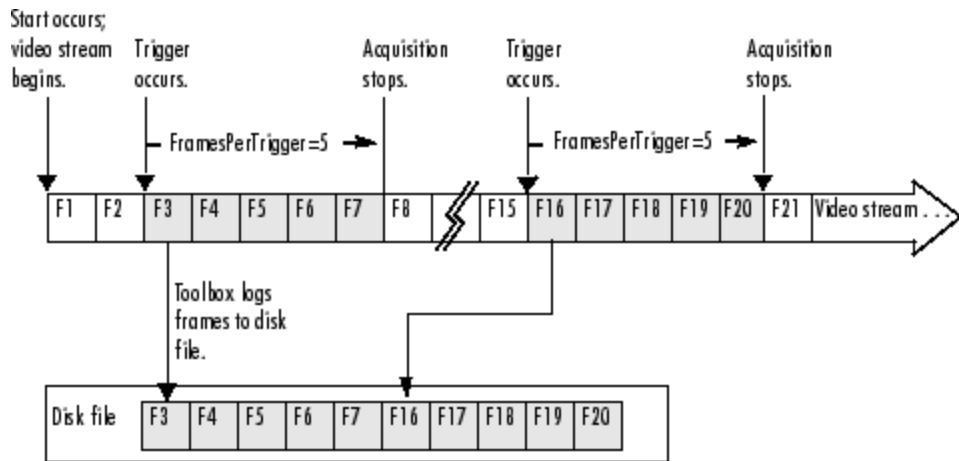 Start occurs;
video stream
begins.
Trigger
occurs.
Acquisition
stops.
Trigger
occurs.
Acquisition
stops.
FramesPerTrigger=5
FramesPerTrigger=5
F1 F2 F3 F4 F5 F6 F7 F8 F15 F16 F17 F18 F19 F20 F21 Video stream . . .
Toolbox logs
frames to disk
file.
Disk file F3 F4 F5 F6 F7 F16 F17 F18 F19 F20